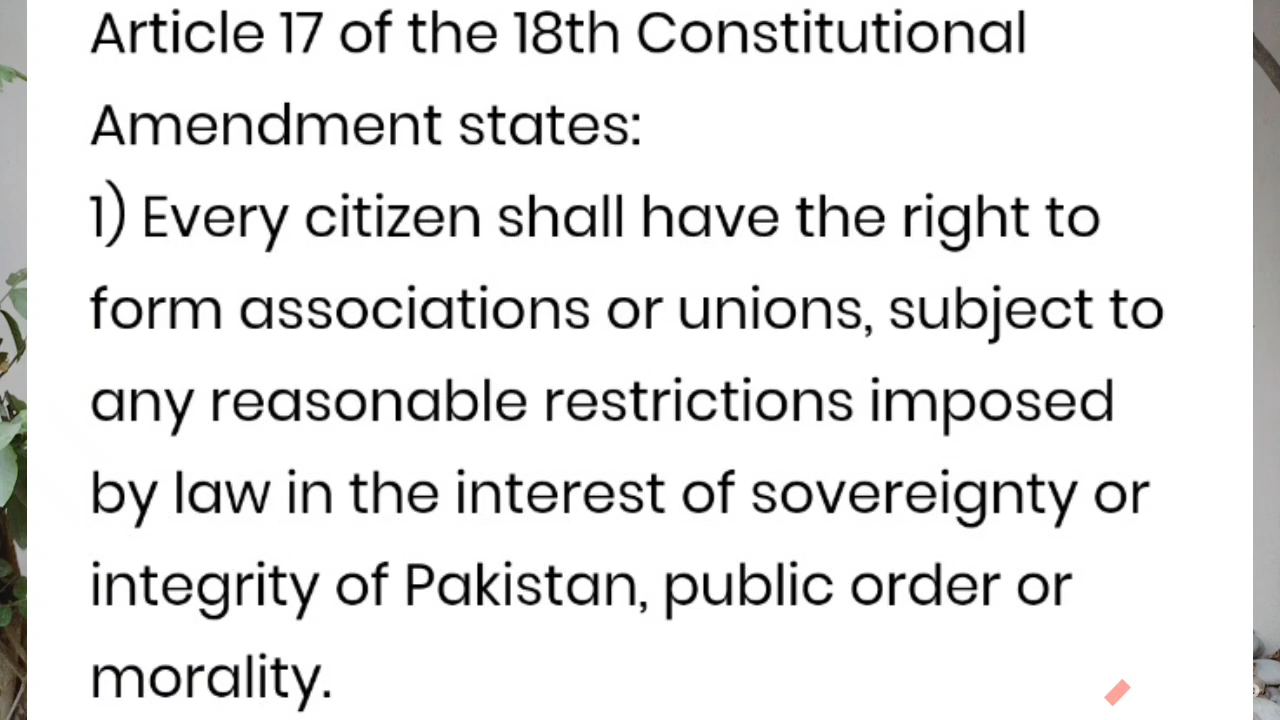 Article 17 of the 18th Constitutional
Amendment states:
1) Every citizen shall have the right to
form associations or unions, subject to
any reasonable restrictions imposed
by law in the interest of sovereignty or
integrity of Pakistan, public order or
morality.